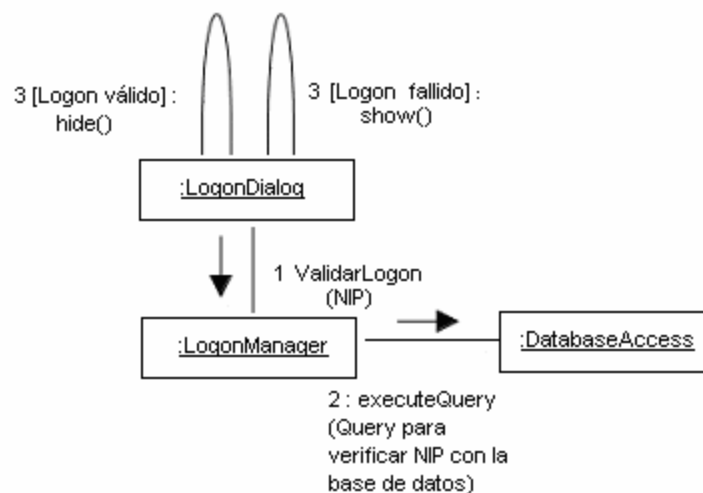 3 [Logon válido] :
hide()
3 [Logon fallido] :
show()
:LogonDialog
1 ValidarLogon
(NIP)
:LogonManager
:DatabaseAccess
2 : executeQuery
(Query para
verificar NIP con la
base de datos)